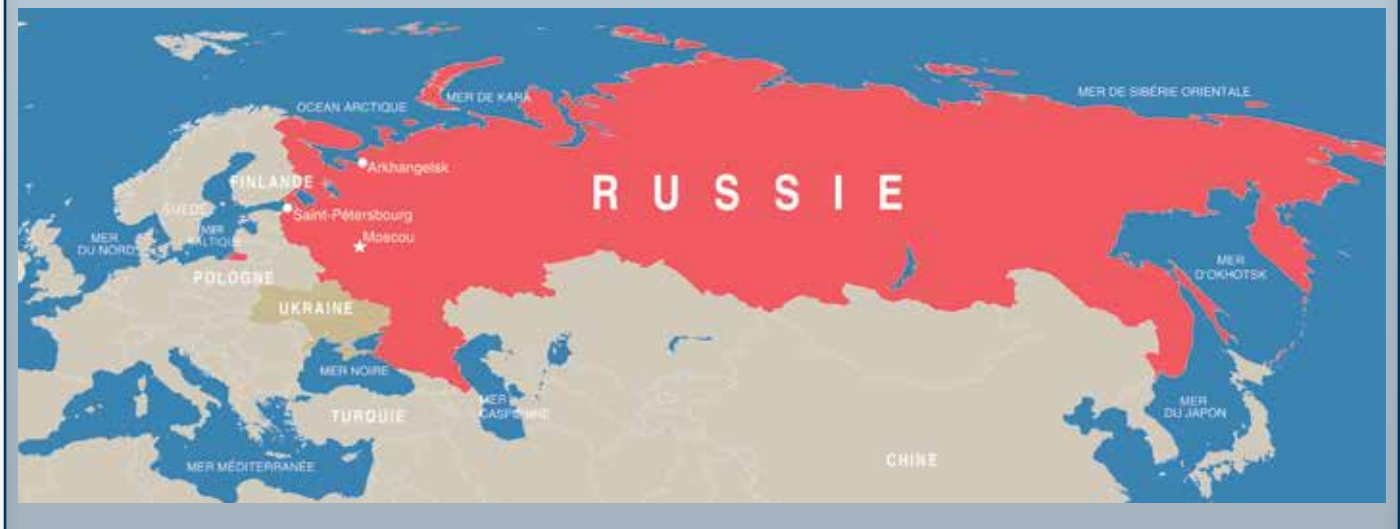 MER DE SIBÉRIE ORIENTALE
MER DE KARA
OCEAN ARCTIQUE
Arkhangelsk
FINLANDE
RUSSIE
SUEDE
Saint-Pétersbourg
MER
BALTIQUE
Moscou
MER
DU NORD
POLOGNE
MER
D'OKHOTSK
UKRAINE
MER NOIRE
MER
CASPIENNE
MER
DU JAPON
TURQUIE
CHINE
MER MÉDITERRANÉE